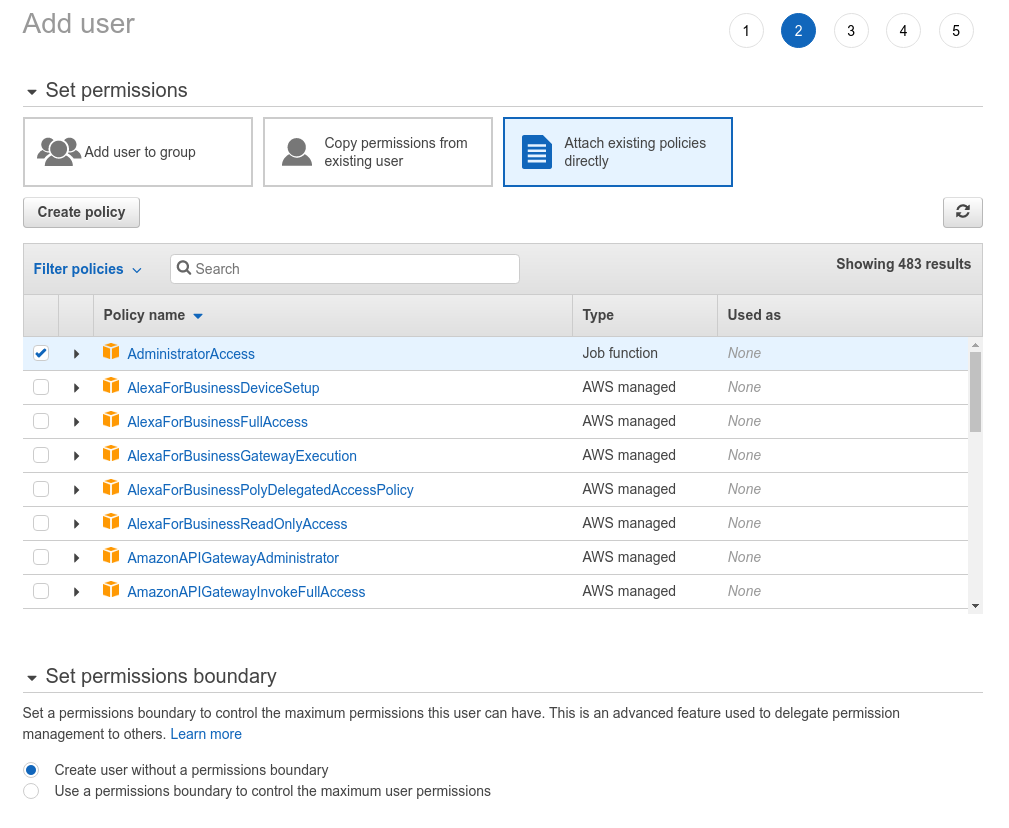 Add user
1 2 3 4 5
Set permissions
Add user to group
Copy permissions from
existing user
Attach existing policies
directly
Create policy
Filter policies
Search
Showing 483 results
Policy name Type Used as
AdministratorAccess Job function None
AlexaForBusinessDeviceSetup AWS managed None
AlexaForBusinessFullAccess AWS managed None
AlexaForBusinessGatewayExecution AWS managed None
AlexaForBusinessPolyDelegatedAccessPolicy AWS managed None
AlexaForBusinessReadOnlyAccess AWS managed None
AmazonAPIGatewayAdministrator AWS managed None
AmazonAPIGatewayInvokeFullAccess AWS managed None
Set permissions boundary
Set a permissions boundary to control the maximum permissions this user can have. This is an advanced feature used to delegate permission
management to others. Learn more
Create user without a permissions boundary
Use a permissions boundary to control the maximum user permissions